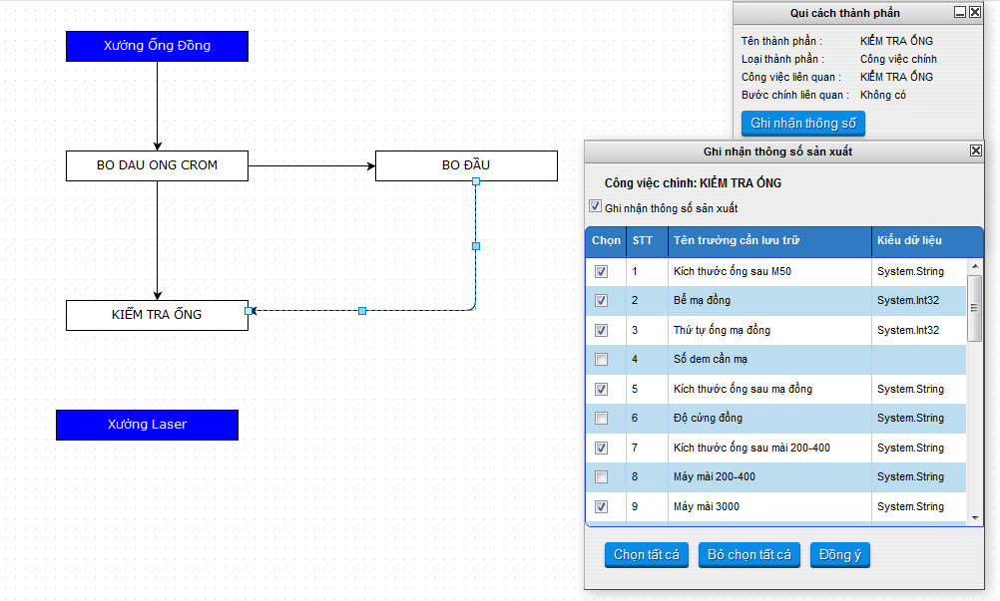 Xưởng Ống Đồng
BO DAU ONG CROM
BO ĐẦU
KIỂM TRA ỐNG
Xưởng Laser
Qui cách thành phần
Tên thành phần : KIỂM TRA ỐNG
Loại thành phần : Công việc chính
Công việc liên quan : KIỂM TRA ỐNG
Bước chính liên quan : Không có
Ghi nhận thông số
Ghi nhận thông số sản xuất
Công việc chính: KIỂM TRA ỐNG
Ghi nhận thông số sản xuất
Chọn STT Tên trường cần lưu trữ Kiểu dữ liệu
1 Kích thước ống sau M50 System.String
2 Bể mạ đồng System.Int32
3 Thứ tự ống mạ đồng System.Int32
4 Số dem cần mạ
5 Kích thước ống sau mạ đồng System.String
6 Độ cứng đồng System.String
7 Kích thước ống sau mài 200-400 System.String
8 Máy mài 200-400 System.String
9 Máy mài 3000 System.String
Chọn tất cả Bỏ chọn tất cả Đồng ý